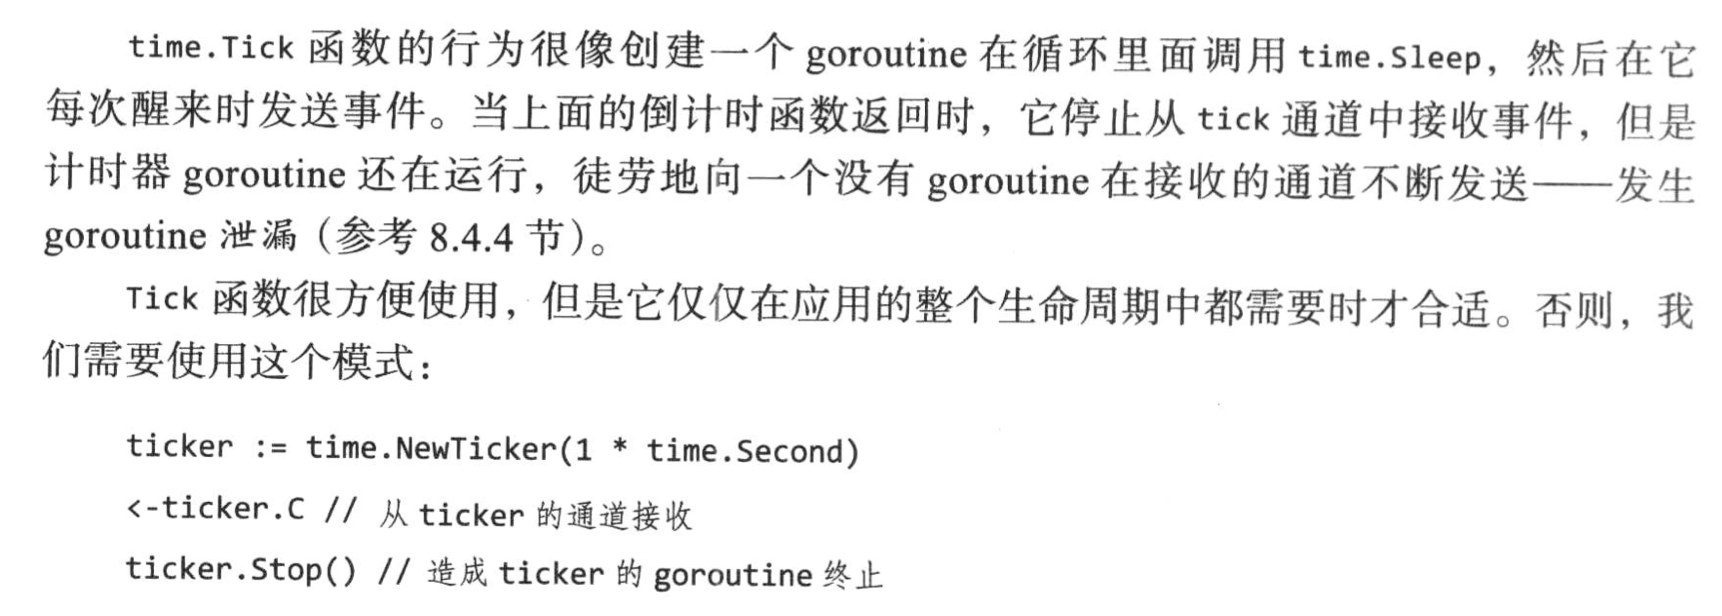 time.Tick 函数的行为很像创建一个 goroutine 在循环里面调用 time.Sleep，然后在它
每次醒来时发送事件。当上面的倒计时函数返回时，它停止从 tick 通道中接收事件，但是
计时器 goroutine 还在运行，徒劳地向一个没有 goroutine 在接收的通道不断发送——发生
goroutine 泄漏（参考 8.4.4 节）。
Tick 函数很方便使用，但是它仅仅在应用的整个生命周期中都需要时才合适。否则，我
们需要使用这个模式：
ticker := time.NewTicker(1 * time.Second)
<-ticker.C // 从 ticker 的通道接收
ticker.Stop() // 造成 ticker 的 goroutine 终止